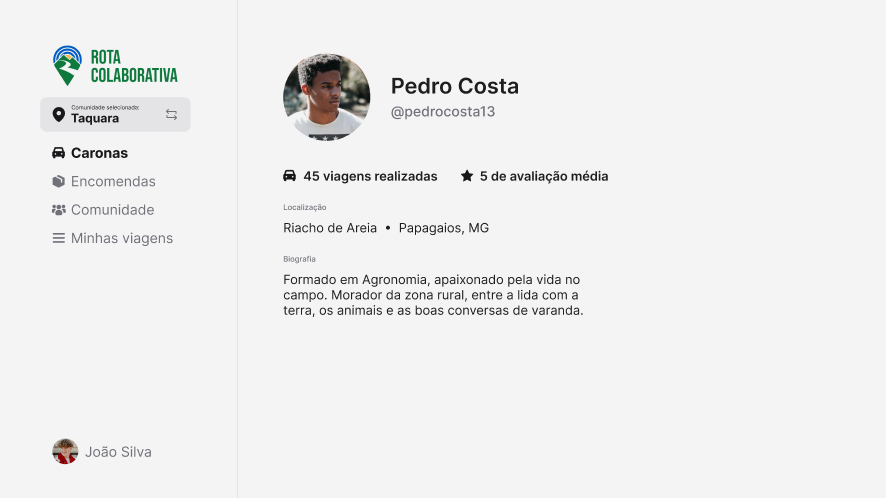 ROTA
COLABORATIVA
Comunidade selecionada:
Taquara
Caronas
Encomendas
Comunidade
Minhas viagens
João Silva
Pedro Costa
@pedrocosta13
45 viagens realizadas
5 de avaliação média
Localização
Riacho de Areia • Papagaios, MG
Biografia
Formado em Agronomia, apaixonado pela vida no
campo. Morador da zona rural, entre a lida com a
terra, os animais e as boas conversas de varanda.